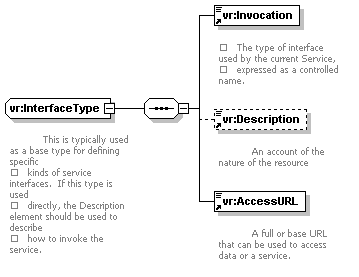 vr:Invocation
The type of interface
used by the current Service,
expressed as a controlled
name.
vr:InterfaceType
This is typically used
as a base type for defining
specific
kinds of service
interfaces. If this type is
used
directly, the Description
element should be used to
describe
how to invoke the
service.
vr:Description
An account of the
nature of the resource
vr:AccessURL
A full or base URL
that can be used to access
data or a service.